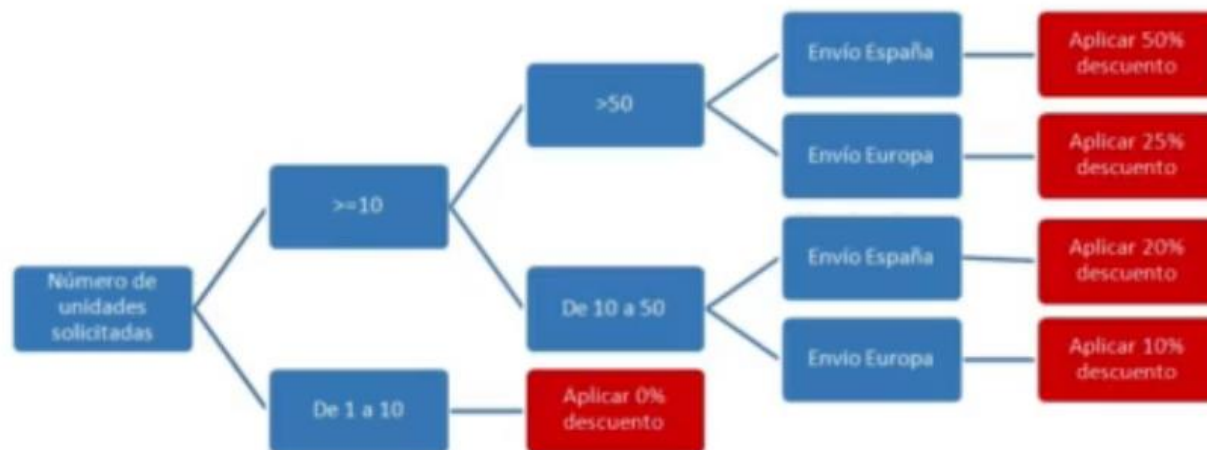 Número de
unidades
solicitadas
>=10
De 1 a 10
Aplicar 0%
descuento
>50
De 10 a 50
Envío España
Aplicar 50%
descuento
Envío Europa
Aplicar 25%
descuento
Envío España
Aplicar 20%
descuento
Envío Europa
Aplicar 10%
descuento